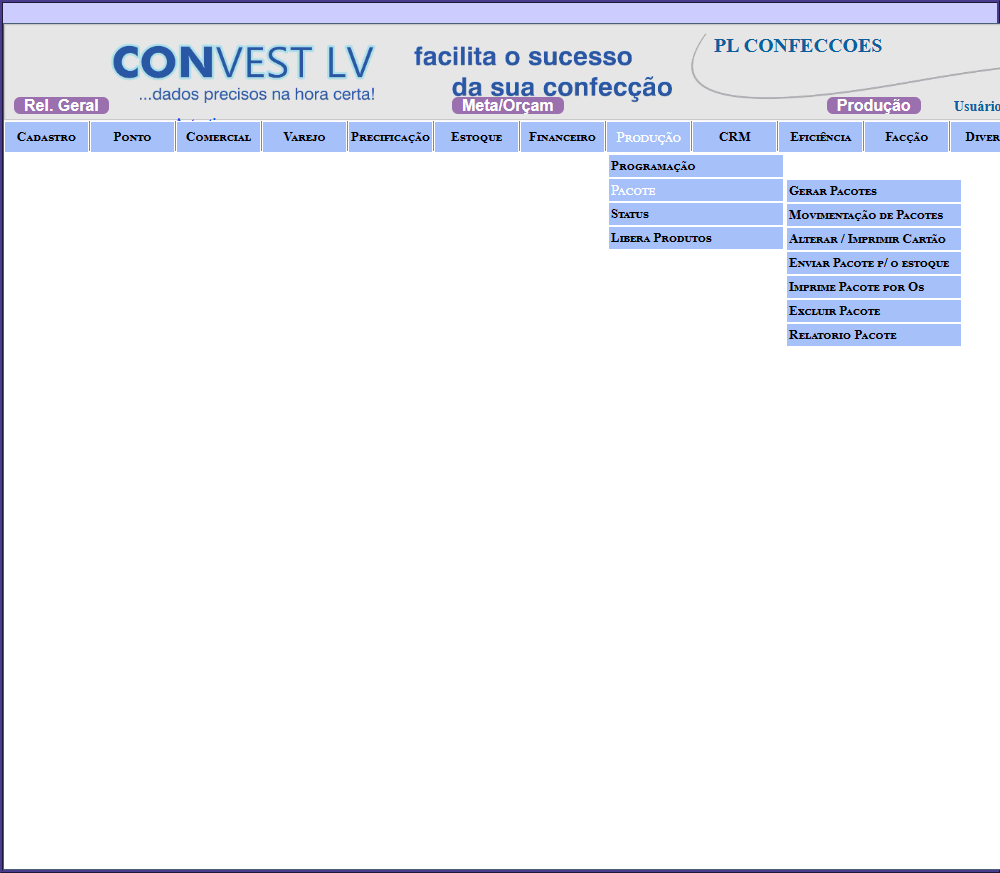 CONVEST LV
...dados precisos na hora certa!
facilita o sucesso
da sua confecção
PL CONFECCOES
Rel. Geral
Meta/Orçam
Produção
Usuário
Cadastro
Ponto
Comercial
Varejo
Precificação
Estoque
Financeiro
Produção
CRM
Eficiência
Facção
Diver
Programação
Pacote
Status
Libera Produtos
Gerar Pacotes
Movimentação de Pacotes
Alterar / Imprimir Cartão
Enviar Pacote p/ o estoque
Imprime Pacote por Os
Excluir Pacote
Relatorio Pacote